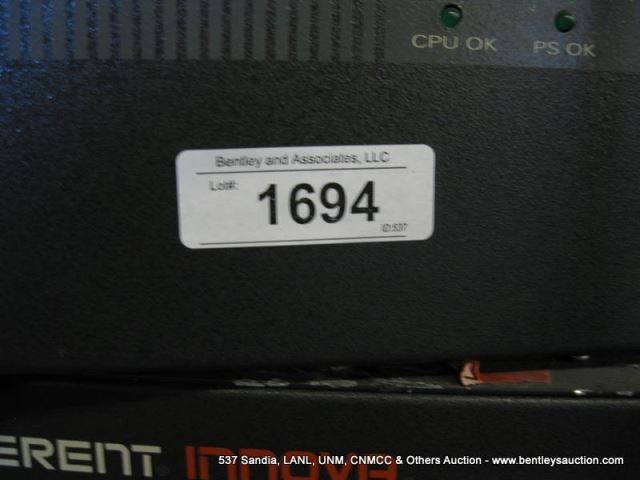 CPU OK PS OK
Bentley and Associates, LLC
Lot#:
1694
ID:537
ERENT INNOVA
537 Sandia, LANL, UNM, CNMCC & Others Auction - www.bentleysauction.com